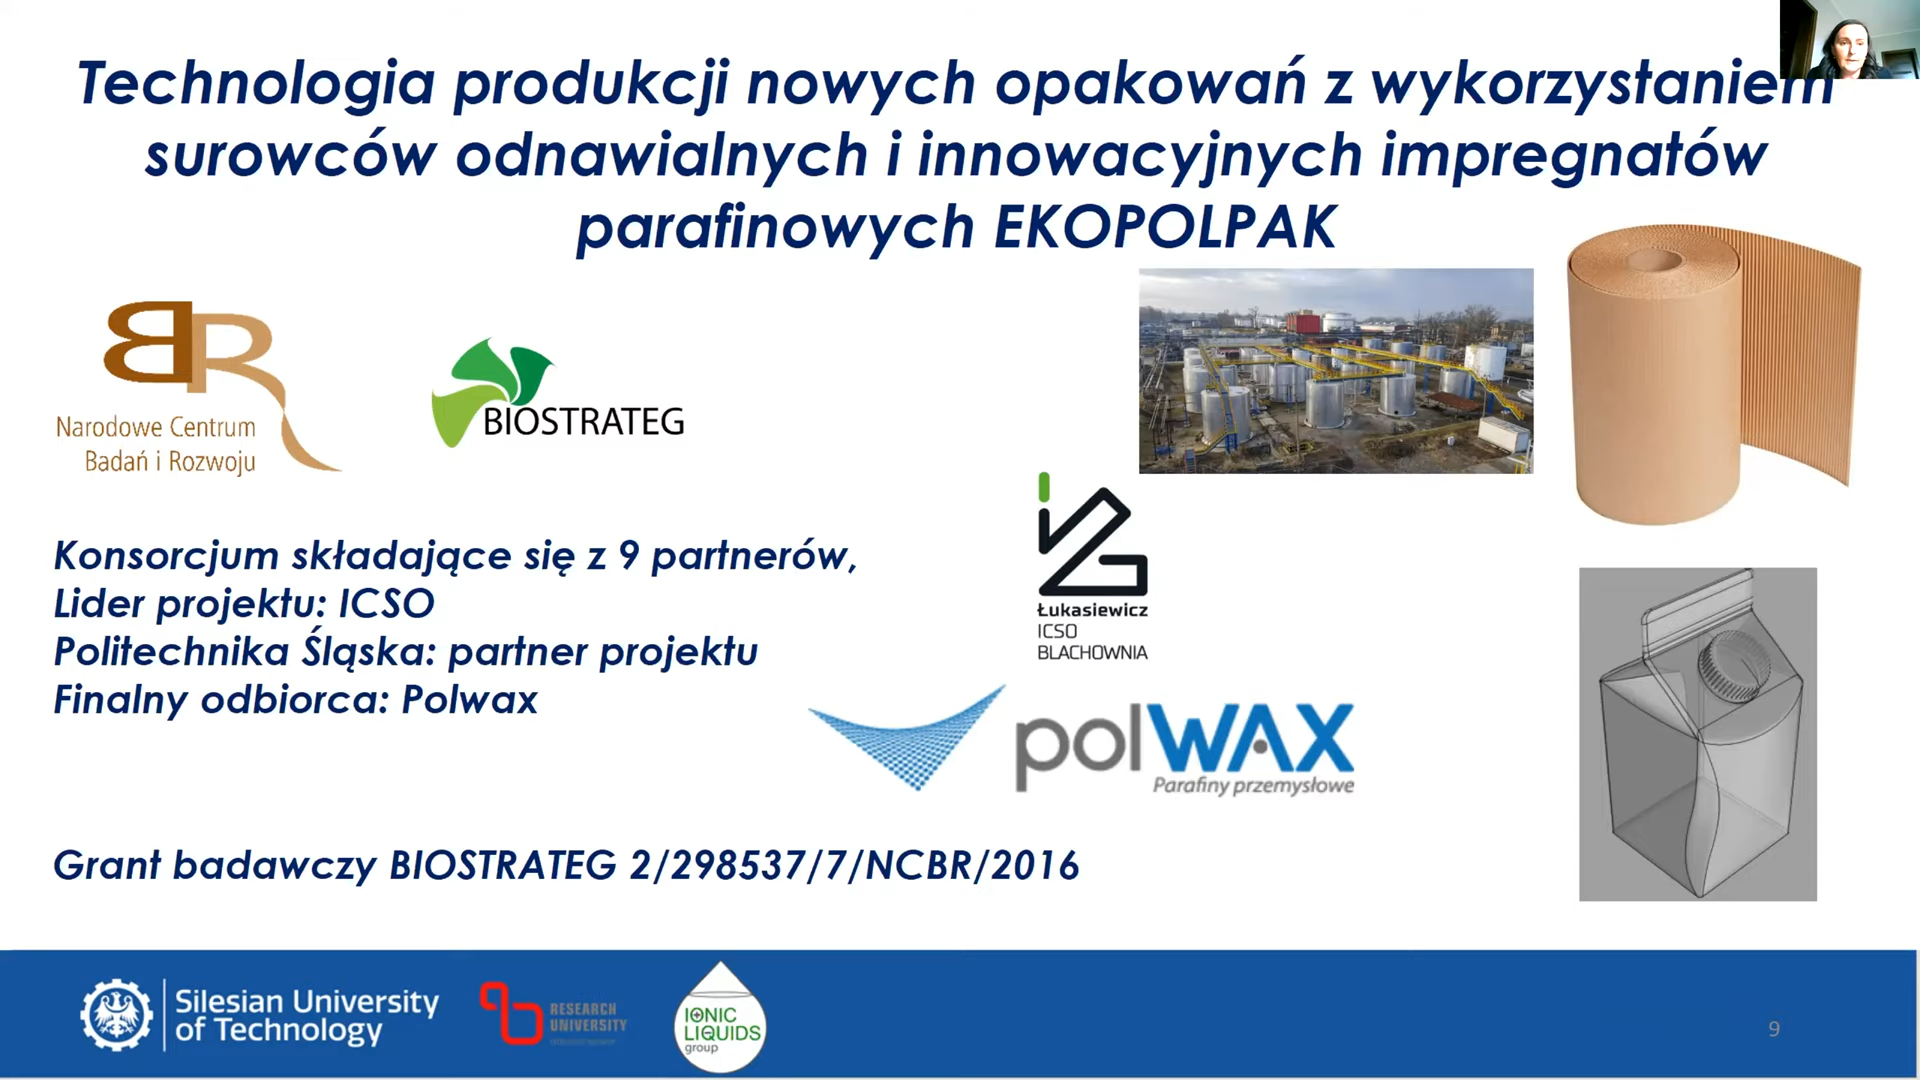 Technologia produkcji nowych opakowań z wykorzystaniem
surowców odnawialnych i innowacyjnych impregnatów
parafinowych EKOPOLPAK
BR
Narodowe Centrum
Badań i Rozwoju
BIOSTRATEG
Konsorcjum składające się z 9 partnerów,
Lider projektu: ICSO
Politechnika Śląska: partner projektu
Finalny odbiorca: Polwax
Łukasiewicz
ICSO
BLACHOWNIA
polWAX
Parafiny przemysłowe
Grant badawczy BIOSTRATEG 2/298537/7/NCBR/2016
Silesian University
of Technology
RESEARCH
UNIVERSITY
IONIC
LIQUIDS
group
9